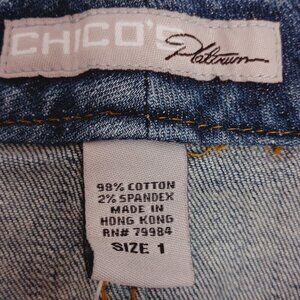 CHICO'S Platinum
98% COTTON
2% SPANDEX
MADE IN
HONG KONG
RN# 79984
SIZE 1